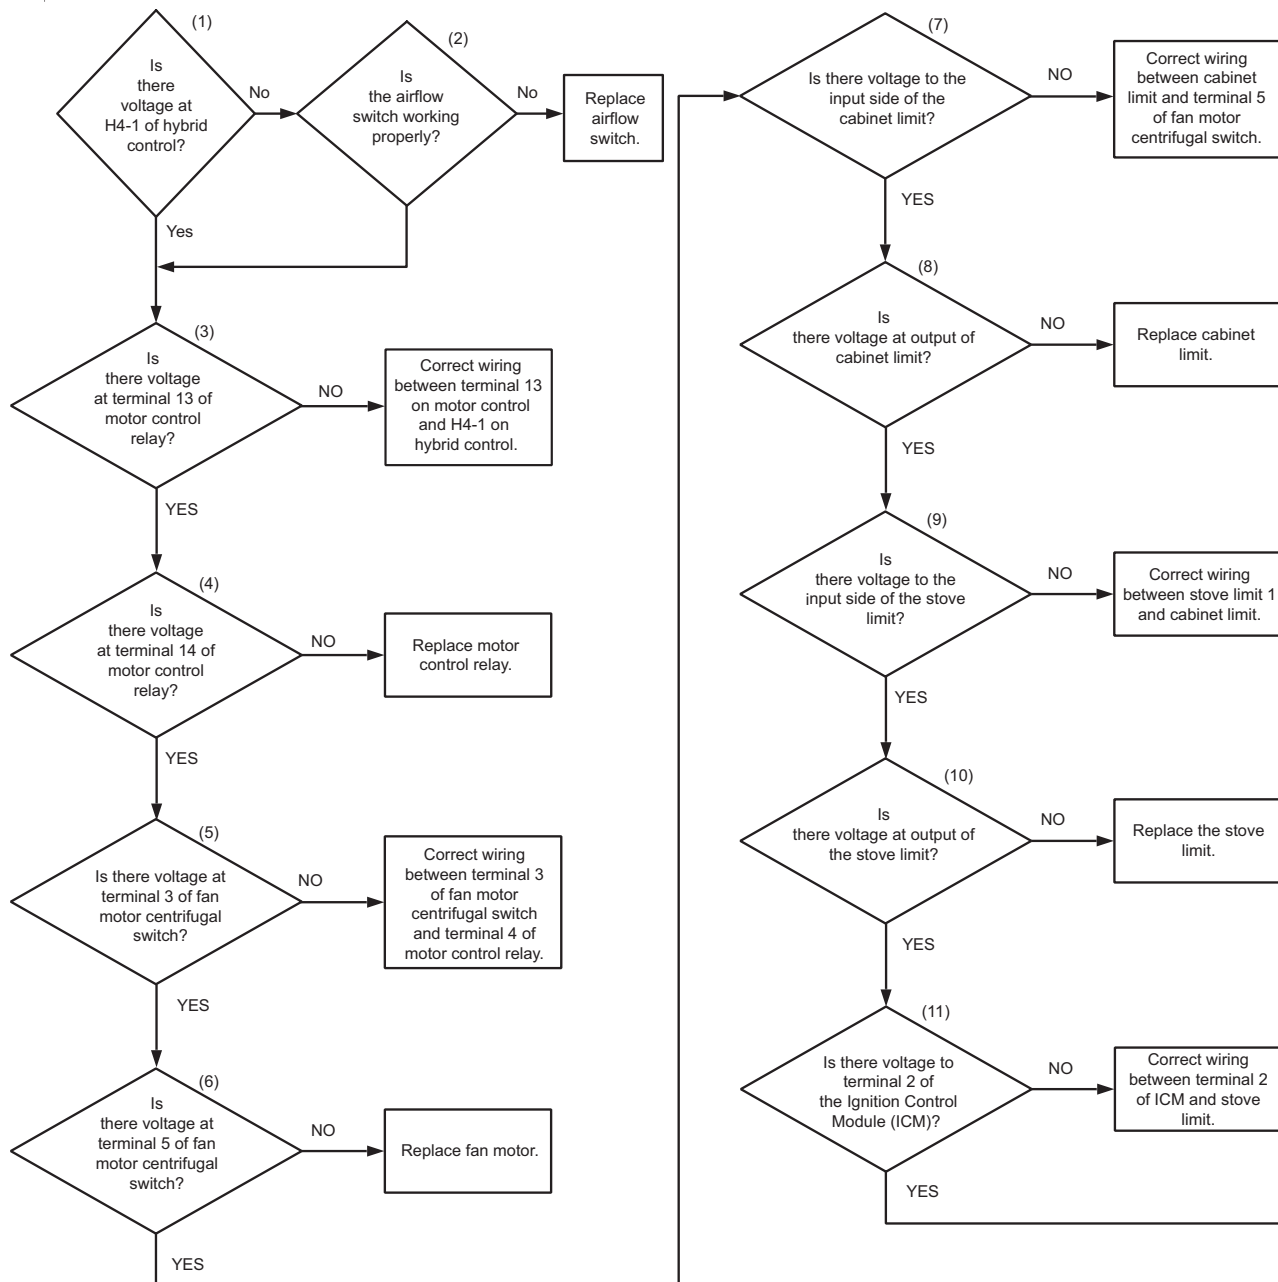 (1)
Is
there
voltage at
H4-1 of hybrid
control?
No
Yes
(2)
Is
the airflow
switch working
properly?
No
Replace
airflow
switch.
(3)
Is
there voltage
at terminal 13 of
motor control
relay?
NO
Correct wiring
between terminal 13
on motor control
and H4-1 on
hybrid control.
YES
(4)
Is
there voltage
at terminal 14 of
motor control
relay?
NO
Replace motor
control relay.
YES
(5)
Is there voltage at
terminal 3 of fan
motor centrifugal
switch?
NO
Correct wiring
between terminal 3
of fan motor
centrifugal switch
and terminal 4 of
motor control relay.
YES
(6)
Is
there voltage at
terminal 5 of fan
motor centrifugal
switch?
NO
Replace fan motor.
YES
(7)
Is there voltage to the
input side of the
cabinet limit?
NO
Correct wiring
between cabinet
limit and terminal 5
of fan motor
centrifugal switch.
YES
(8)
Is
there voltage at output of
cabinet limit?
NO
Replace cabinet
limit.
YES
(9)
Is
there voltage to the
input side of the stove
limit?
NO
Correct wiring
between stove limit 1
and cabinet limit.
YES
(10)
Is
there voltage at output of
the stove limit?
NO
Replace the stove
limit.
YES
(11)
Is there voltage to
terminal 2 of
the Ignition Control
Module (ICM)?
NO
Correct wiring
between terminal 2
of ICM and stove
limit.
YES